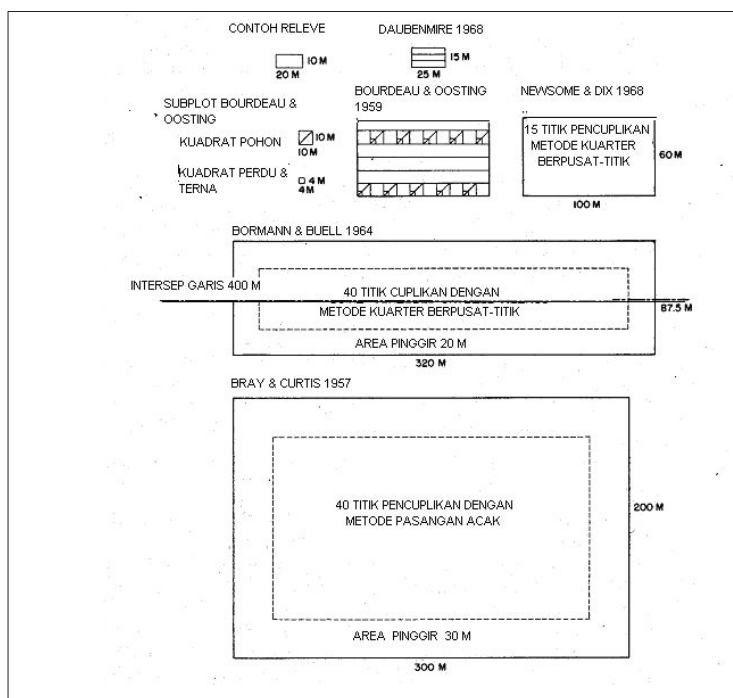 CONTOH RELEVE
10 M
20 M
DAUBENMIRE 1968
15 M
25 M
SUBPLOT BOURDEAU &
OOSTING
KUADRAT POHON
10 M
10 M
KUADRAT PERDU &
TERNA
4 M
4 M
BOURDEAU & OOSTING
1959
NEWSOME & DIX 1968
15 TITIK PENCUPLIKAN
METODE KUARTER
BERPUSAT-TITIK
60 M
100 M
BORMANN & BUELL 1964
INTERSEP GARIS 400 M
40 TITIK CUPLIKAN DENGAN
METODE KUARTER BERPUSAT-TITIK
87.5 M
AREA PINGGIR 20 M
320 M
BRAY & CURTIS 1957
40 TITIK PENCUPLIKAN DENGAN
METODE PASANGAN ACAK
200 M
AREA PINGGIR 30 M
300 M